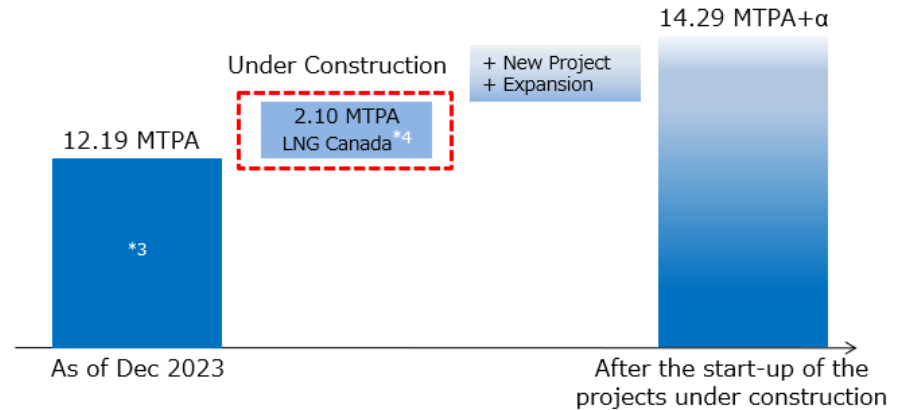 14.29 MTPA+α
+ New Project
+ Expansion
Under Construction
2.10 MTPA
LNG Canada*4
12.19 MTPA
*3
As of Dec 2023
After the start-up of the
projects under construction